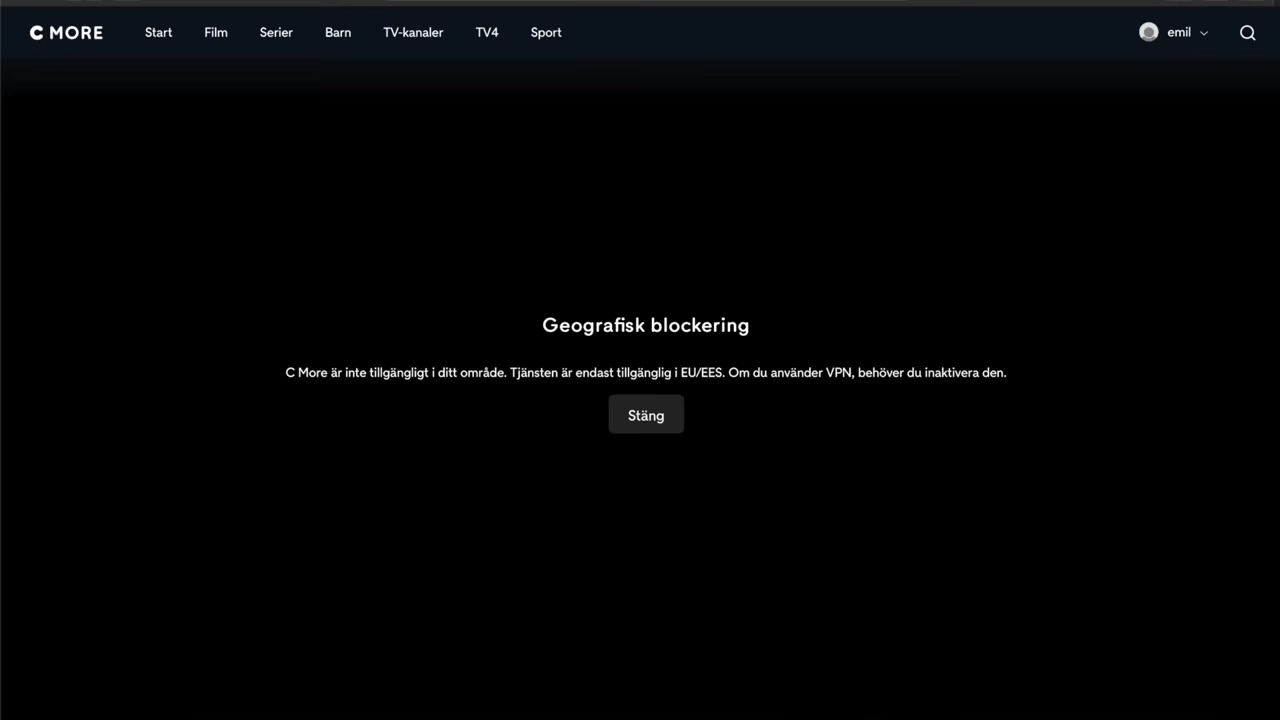 C MORE Start Film Serier Barn TV-kanaler TV4 Sport emil
Geografisk blockering
C More är inte tillgängligt i ditt område. Tjänsten är endast tillgänglig i EU/EES. Om du använder VPN, behöver du inaktivera den.
Stäng